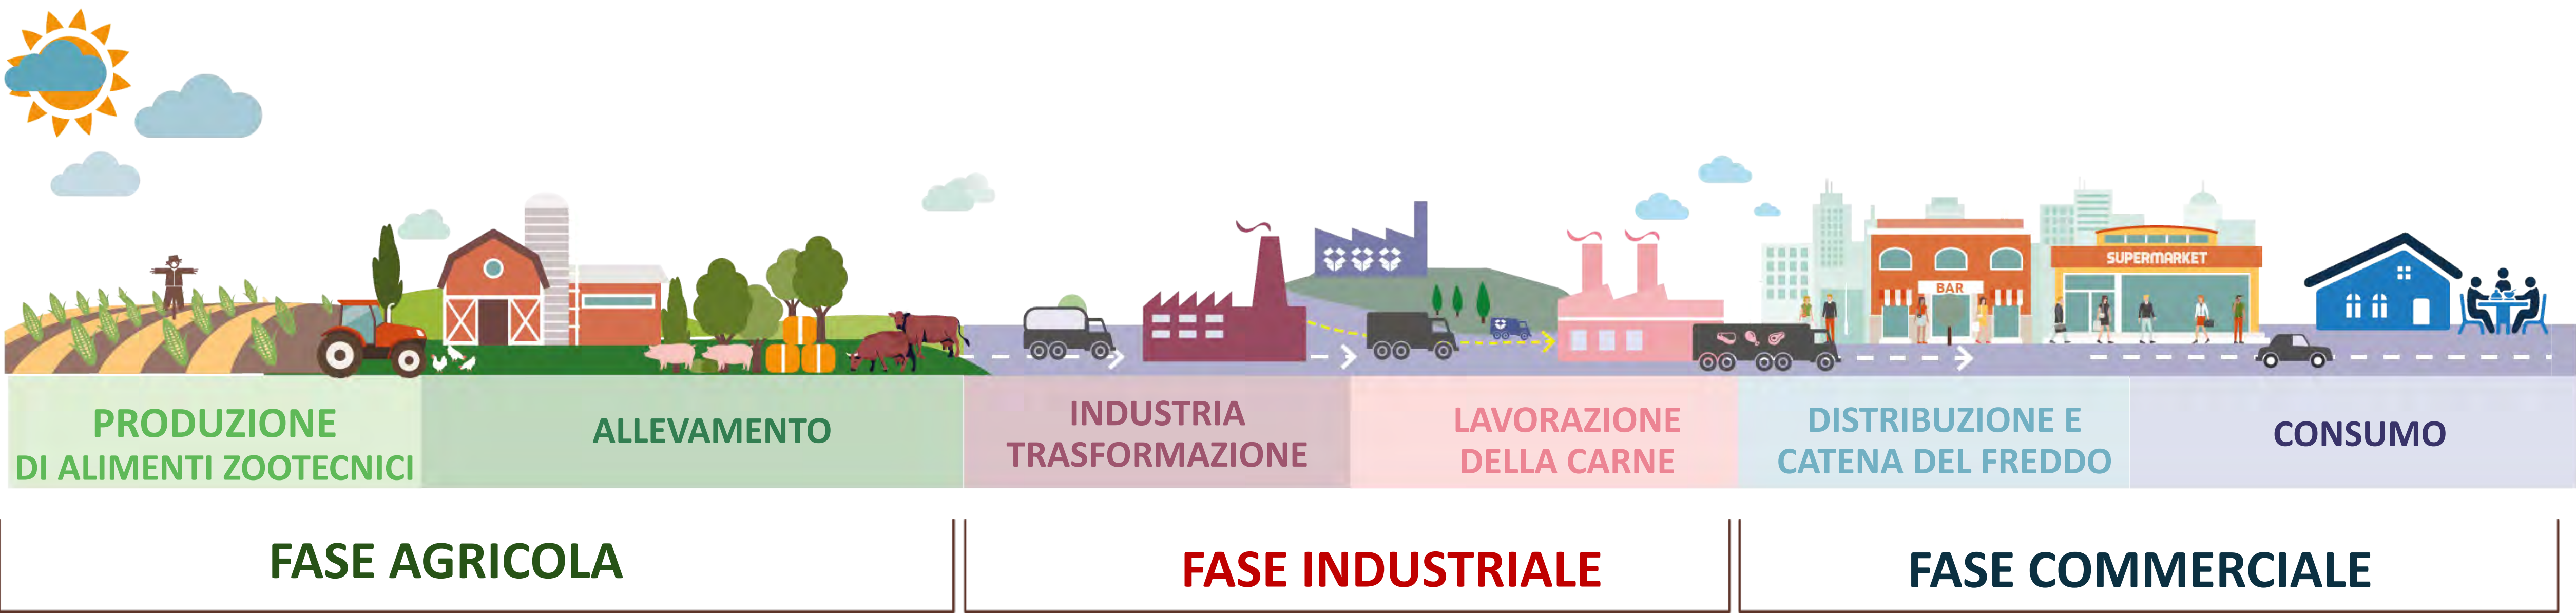 SUPERMARKET
BAR
PRODUZIONE
DI ALIMENTI ZOOTECNICI
ALLEVAMENTO
INDUSTRIA
TRASFORMAZIONE
LAVORAZIONE
DELLA CARNE
DISTRIBUZIONE E
CATENA DEL FREDDO
CONSUMO
FASE AGRICOLA
FASE INDUSTRIALE
FASE COMMERCIALE